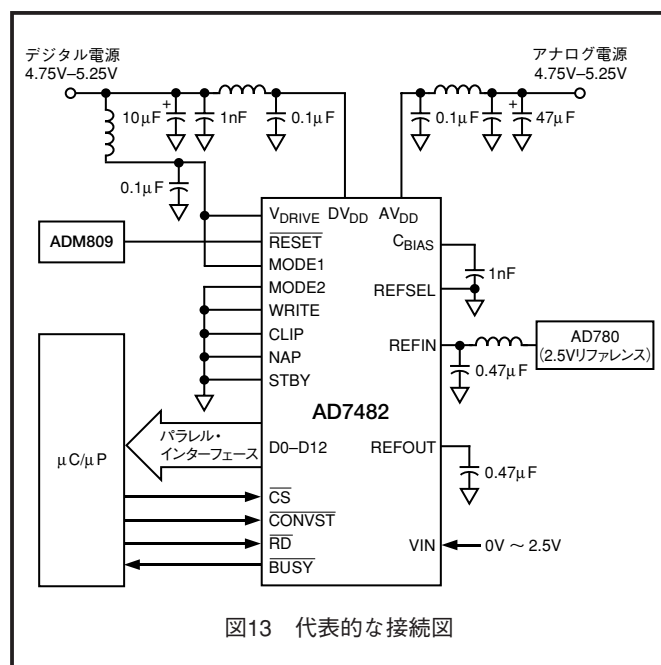 デジタル電源
4.75V–5.25V
アナログ電源
4.75V–5.25V
10μF
+
1nF
0.1μF
0.1μF
+
47μF
0.1μF
ADM809
VDRIVE
DVDD
AVDD
RESET
MODE1
MODE2
WRITE
CLIP
NAP
STBY
CBIAS
1nF
REFSEL
REFIN
AD780
(2.5Vリファレンス)
0.47μF
AD7482
μC/μP
パラレル・
インターフェース
D0–D12
REFOUT
0.47μF
CS
CONVST
RD
BUSY
VIN
0V ～ 2.5V
図13 代表的な接続図